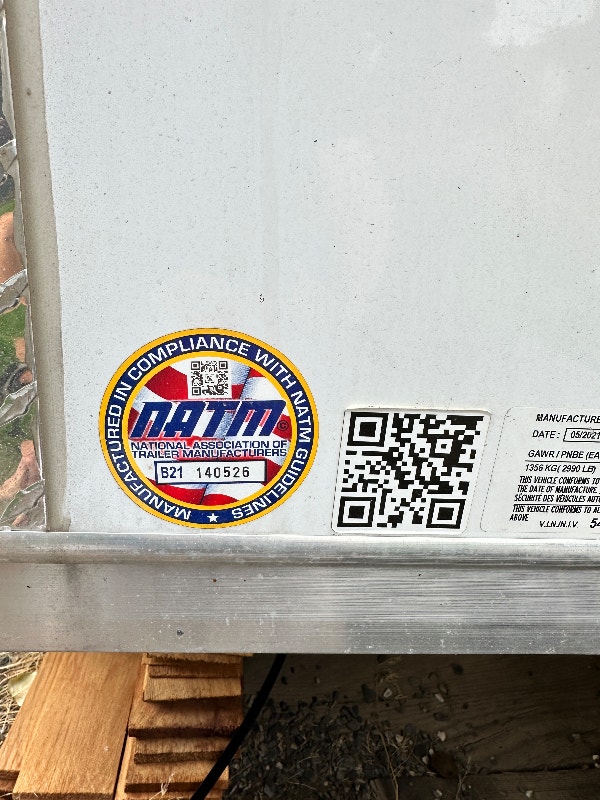 MANUFACTURED IN COMPLIANCE WITH NATM GUIDELINES
NATM©
NATIONAL ASSOCIATION OF
TRAILER MANUFACTURERS
B21 140526
MANUFACTURE
DATE: 05/2021
GAWR / PNBE (EA
1356 KG( 2990 LB)
THIS VEHICLE CONFORMS TO
THE DATE OF MANUFACTURE
SÉCURITÉ DES VÉHICULES AUTO
THIS VEHICLE CONFORMS TO AL
ABOVE
V.I.N./N.I.V. 54